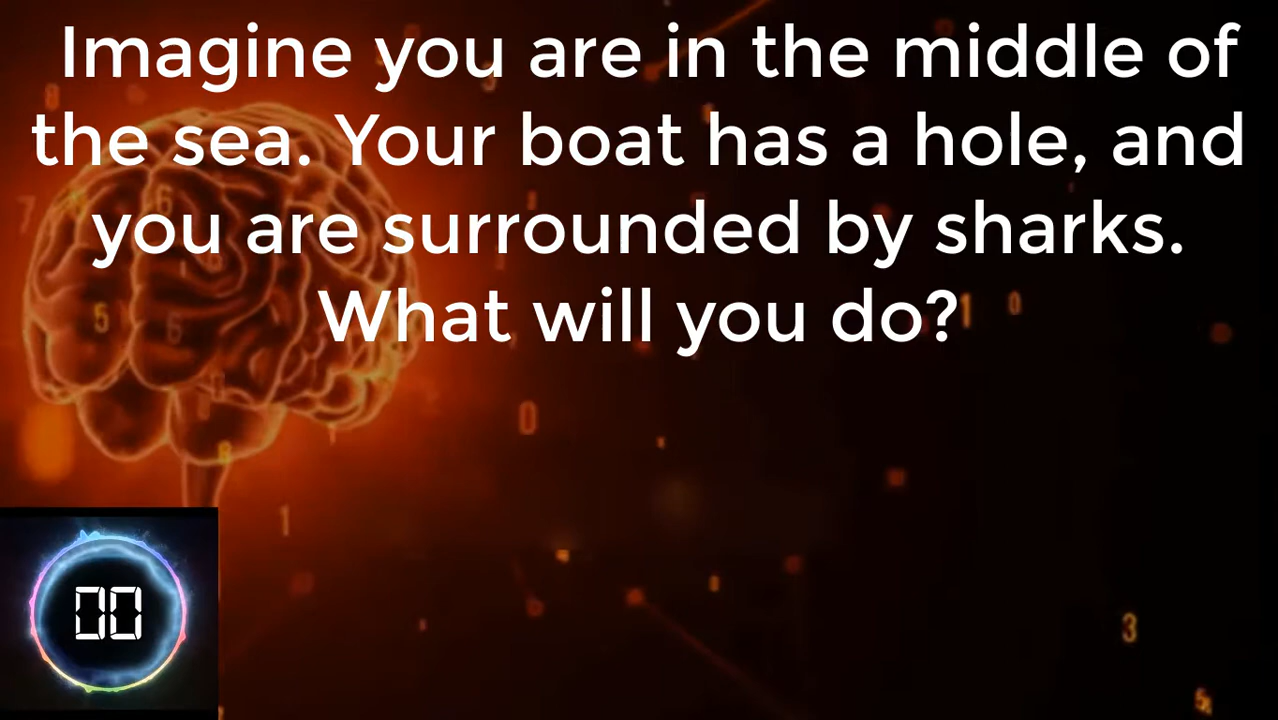 Imagine you are in the middle of
the sea. Your boat has a hole, and
you are surrounded by sharks.
What will you do?
00